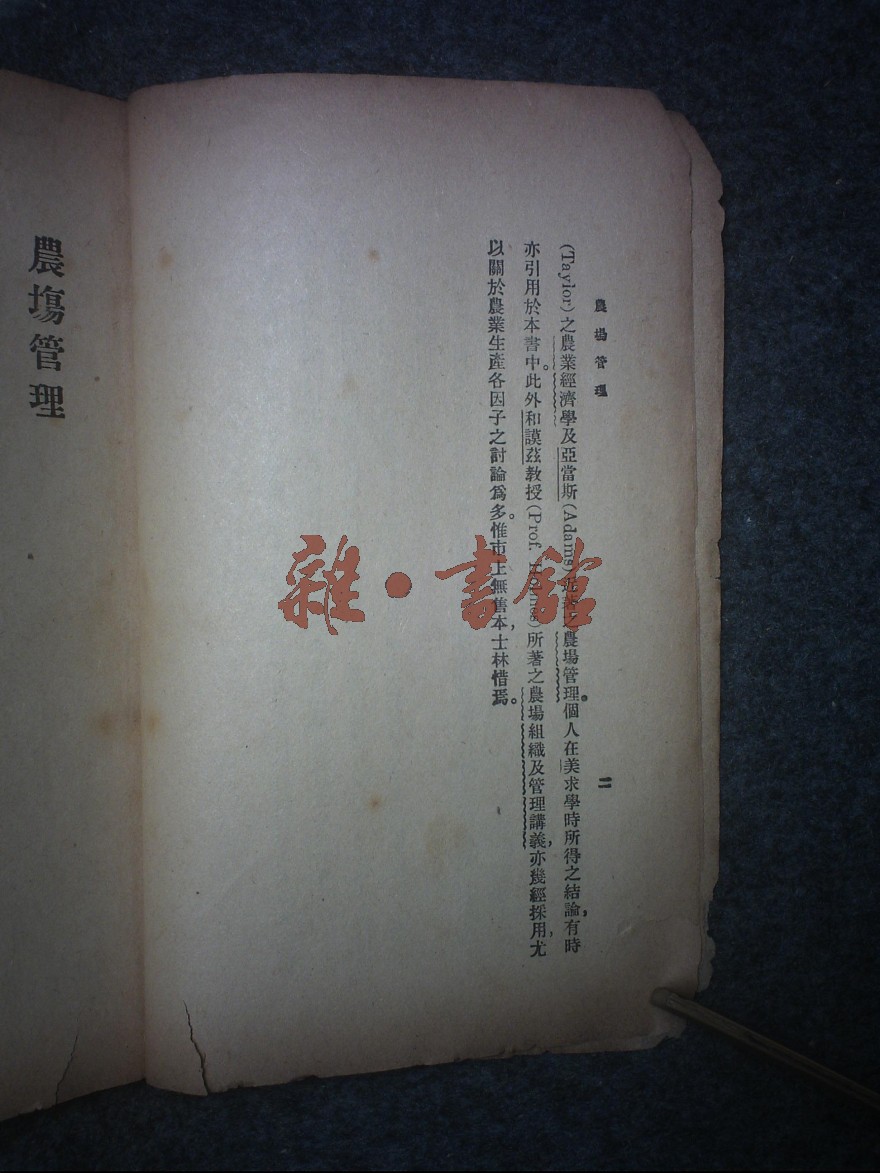 農場管理
二
(Taylor)之農業經濟學及亞當斯(Adams)近著之農場管理。個人在美求學時所得之結論，有時
亦引用於本書中。此外和謨茲教授(Prof. Holmes)所著之農場組織及管理講義，亦幾經採用，尤
以關於農業生產各因子之討論爲多。惟市上無售本，士林惜焉。
農塲管理
雜·書館